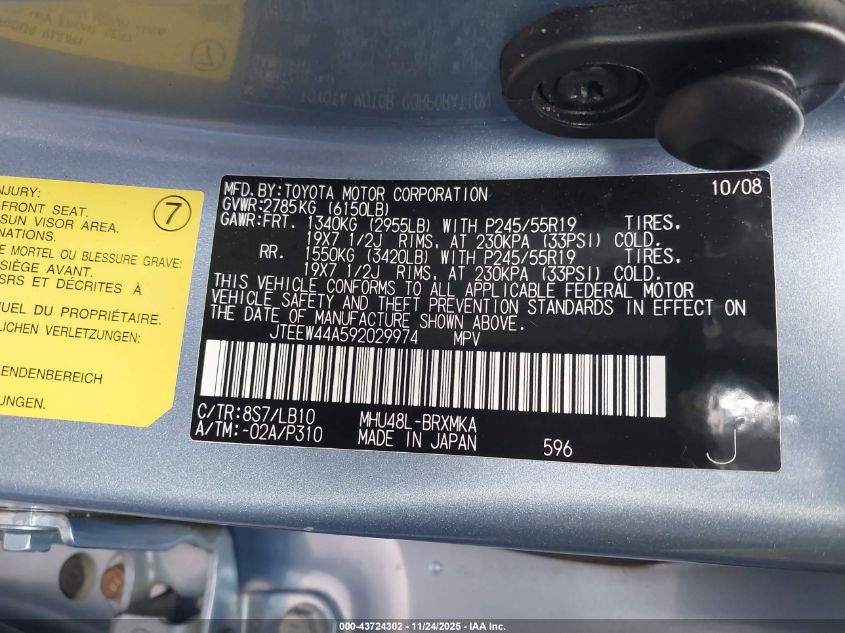 NJURY:
FRONT SEAT.
SUN VISOR AREA.
NATIONS.
7
E MORTEL OU BLESSURE GRAVE:
SIÈGE AVANT.
SRS ET DÉCRITES À
U DU PROPRIÉTAIRE.
LICHEN VERLETZUNGEN:
ENDENBEREICH
UTUNGEN.
MFD.BY:TOYOTA MOTOR CORPORATION 10/08
GVWR:2785KG (6150LB)
GAWR:FRT. 1340KG (2955LB) WITH P245/55R19 TIRES.
19X7 1/2J RIMS. AT 230KPA (33PSI) COLD.
RR. 1550KG (3420LB) WITH P245/55R19 TIRES.
19X7 1/2J RIMS. AT 230KPA (33PSI) COLD.
THIS VEHICLE CONFORMS TO ALL APPLICABLE FEDERAL MOTOR
VEHICLE SAFETY AND THEFT PREVENTION STANDARDS IN EFFECT ON
THE DATE OF MANUFACTURE SHOWN ABOVE.
JTEEW44A592029974 MPV
C/TR:8S7/LB10 MHU48L-BRXMKA
A/TM:-02A/P310 MADE IN JAPAN 596
J
000-43724302 - 11/24/2025 - IAA Inc.